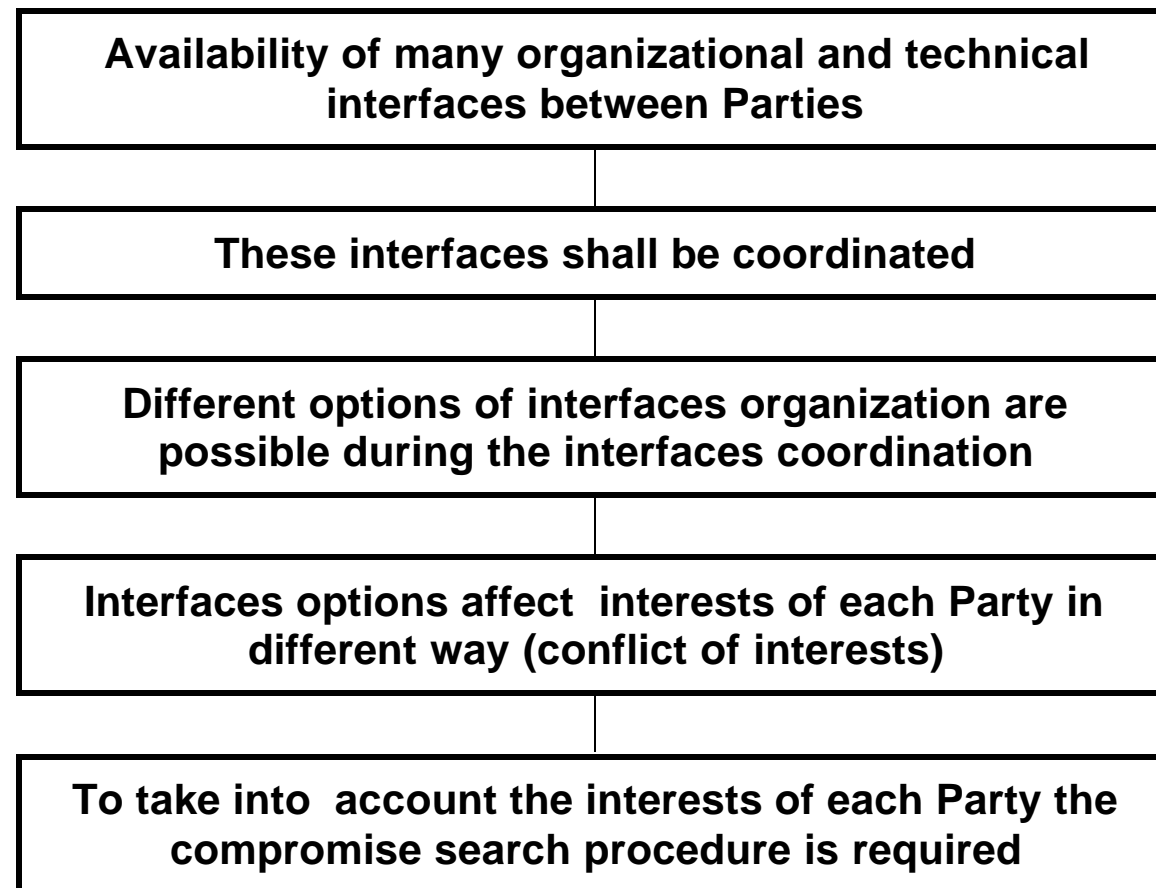 Availability of many organizational and technical
interfaces between Parties
These interfaces shall be coordinated
Different options of interfaces organization are
possible during the interfaces coordination
Interfaces options affect  interests of each Party in
different way (conflict of interests)
To take into  account the interests of each Party the
compromise search procedure is required